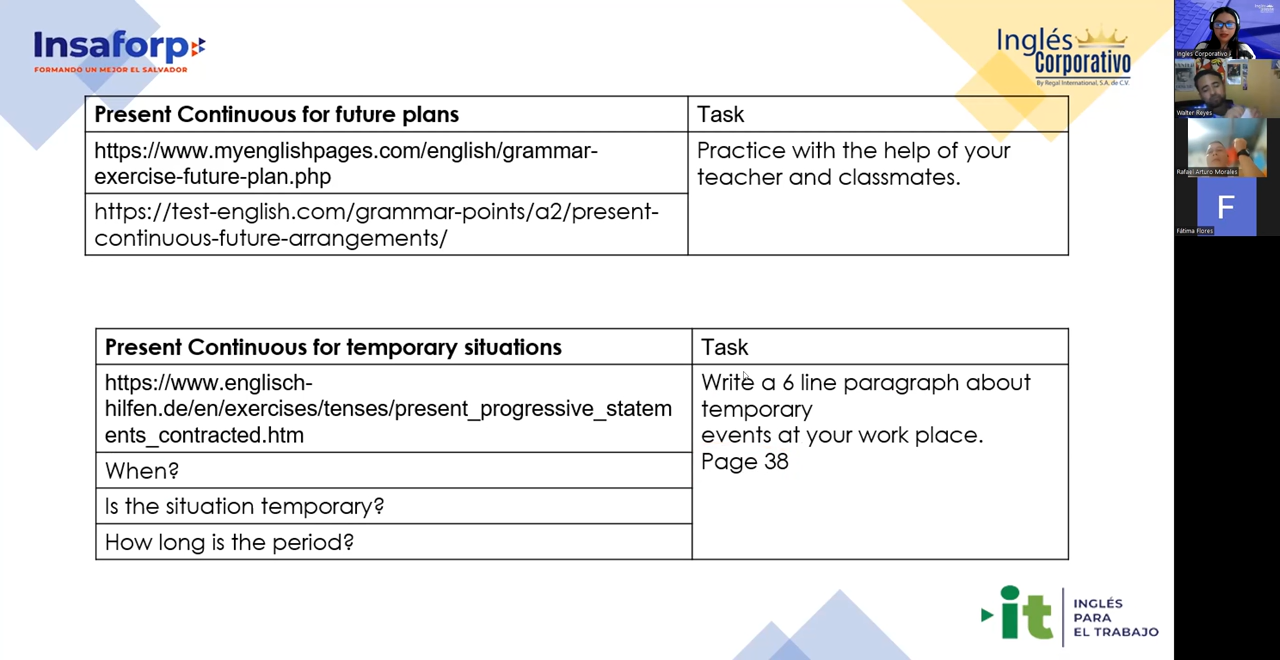 Insaforp
FORMANDO UN MEJOR EL SALVADOR
Inglés
Corporativo
By Regal International, S.A, de C.V.
Present Continuous for future plans
Task
https://www.myenglishpages.com/english/grammar-
exercise-future-plan.php
Practice with the help of your
teacher and classmates.
https://test-english.com/grammar-points/a2/present-
continuous-future-arrangements/
Present Continuous for temporary situations
Task
https://www.englisch-
hilfen.de/en/exercises/tenses/present_progressive_statem
ents_contracted.htm
Write a 6 line paragraph about
temporary
events at your work place.
Page 38
When?
Is the situation temporary?
How long is the period?
it
INGLÉS
PARA
EL TRABAJO
Ingles Corporativo
Walter Reyes
Rafael Arturo Morales
F
Fátima Flores